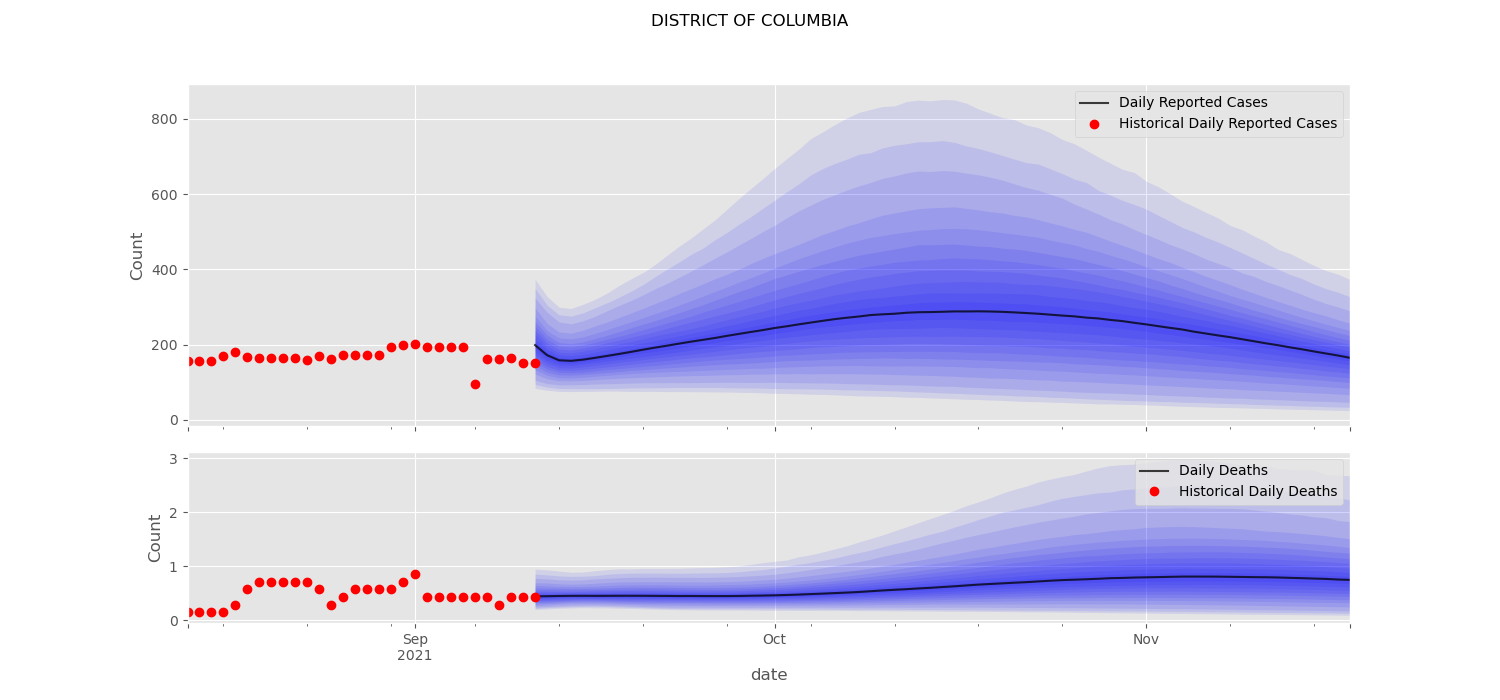 DISTRICT OF COLUMBIA
Daily Reported Cases
Historical Daily Reported Cases
800
600
400
200
0
Count
Daily Deaths
Historical Daily Deaths
3
2
1
0
Count
Sep
2021
Oct
Nov
date